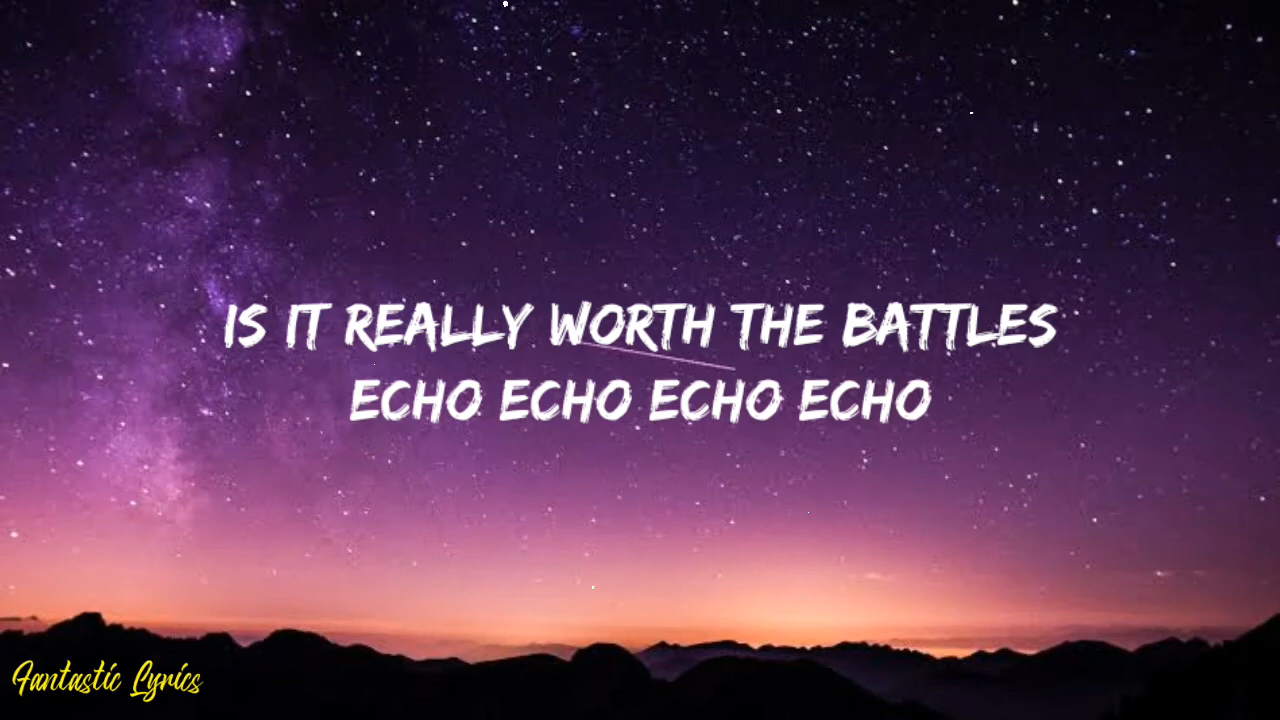 IS IT REALLY WORTH THE BATTLES
ECHO ECHO ECHO ECHO
Fantastic Lyrics